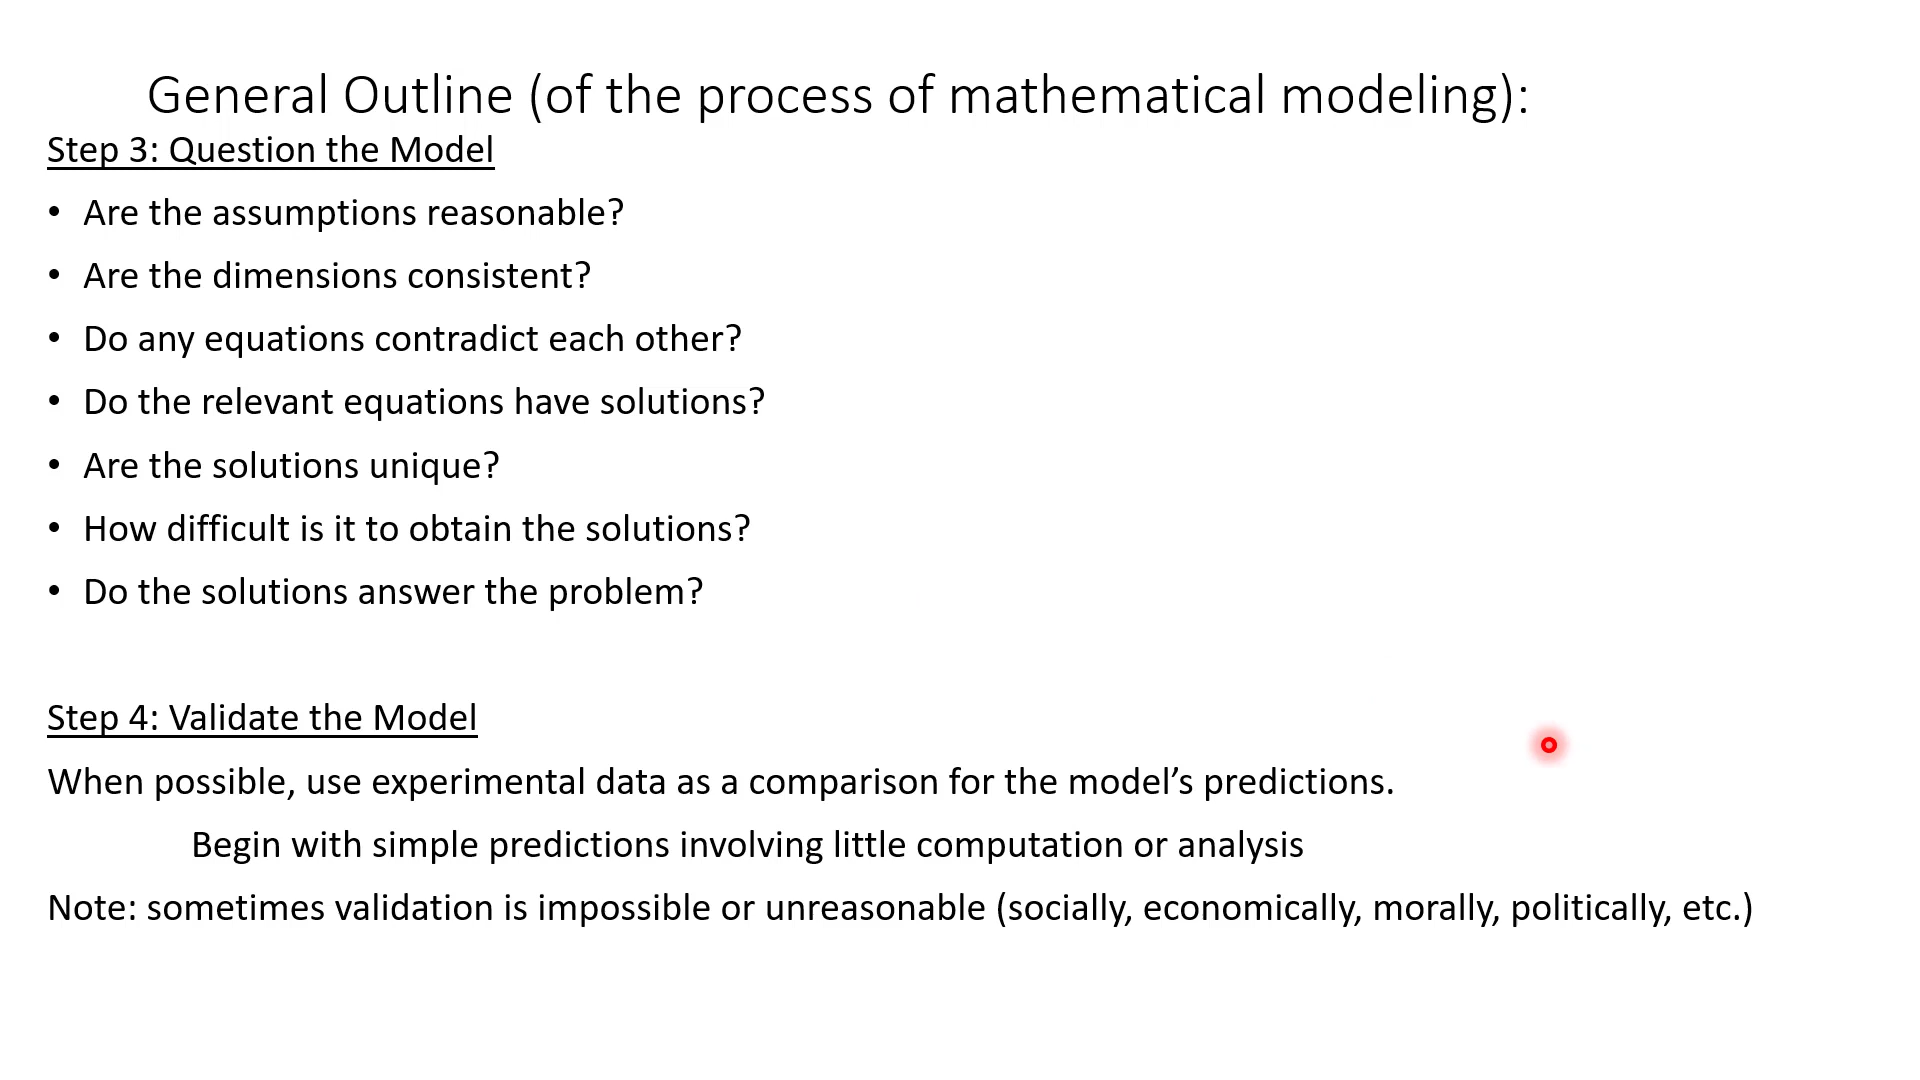 General Outline (of the process of mathematical modeling):
Step 3: Question the Model
• Are the assumptions reasonable?
• Are the dimensions consistent?
• Do any equations contradict each other?
• Do the relevant equations have solutions?
• Are the solutions unique?
• How difficult is it to obtain the solutions?
• Do the solutions answer the problem?
Step 4: Validate the Model
When possible, use experimental data as a comparison for the model’s predictions.
Begin with simple predictions involving little computation or analysis
Note: sometimes validation is impossible or unreasonable (socially, economically, morally, politically, etc.)